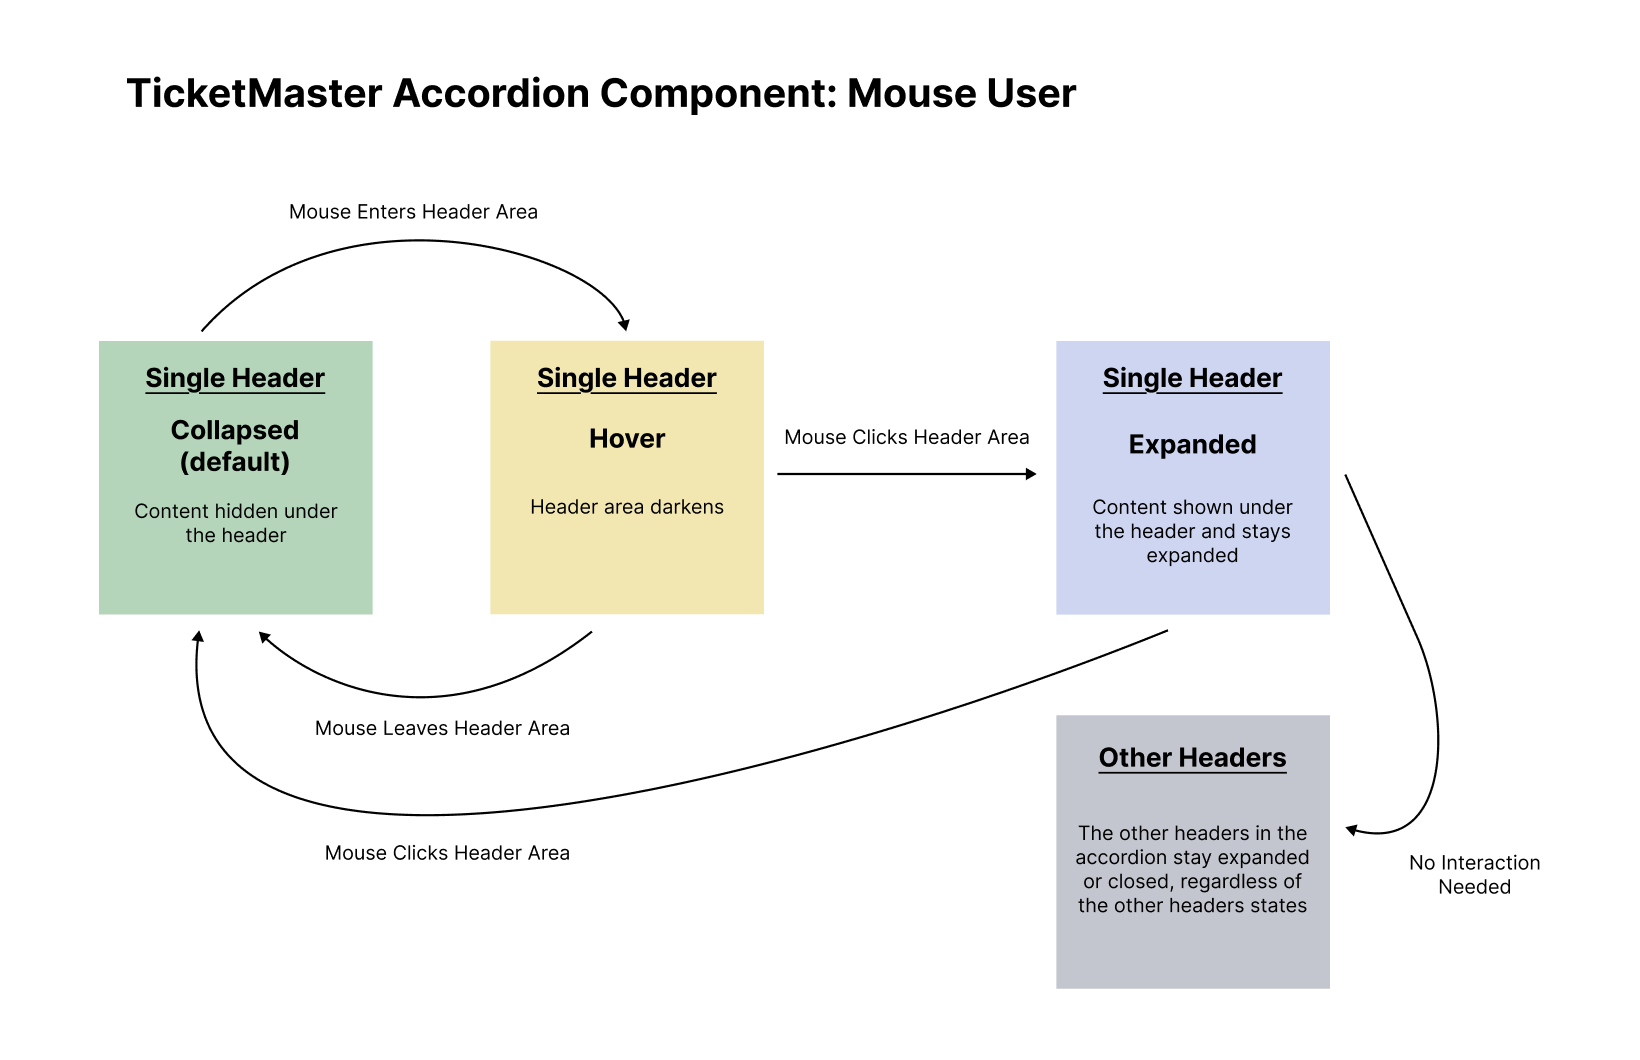 TicketMaster Accordion Component: Mouse User
Mouse Enters Header Area
Single Header
Collapsed
(default)
Content hidden under
the header
Single Header
Hover
Header area darkens
Mouse Clicks Header Area
Single Header
Expanded
Content shown under
the header and stays
expanded
Mouse Leaves Header Area
Mouse Clicks Header Area
Other Headers
The other headers in the
accordion stay expanded
or closed, regardless of
the other headers states
No Interaction
Needed